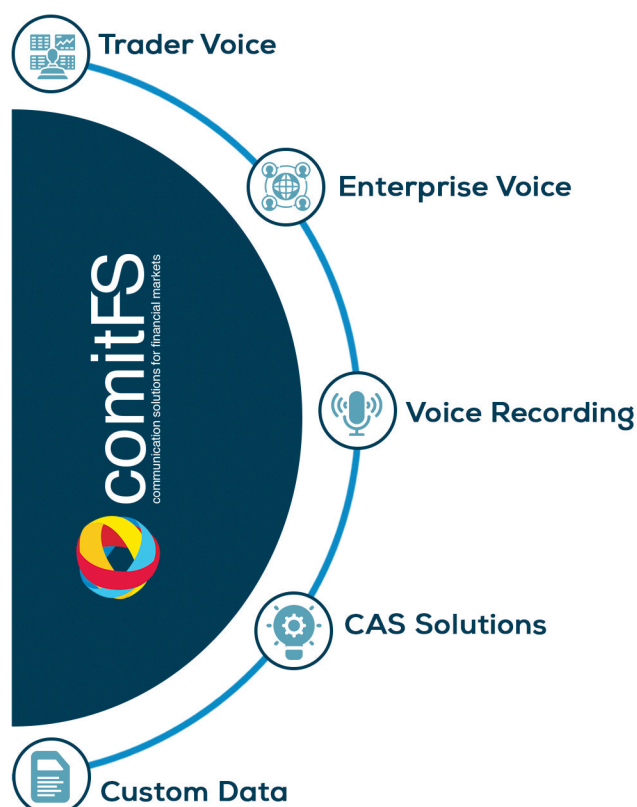 Trader Voice
Enterprise Voice
comitFS
communication solutions for financial markets
Voice Recording
CAS Solutions
Custom Data